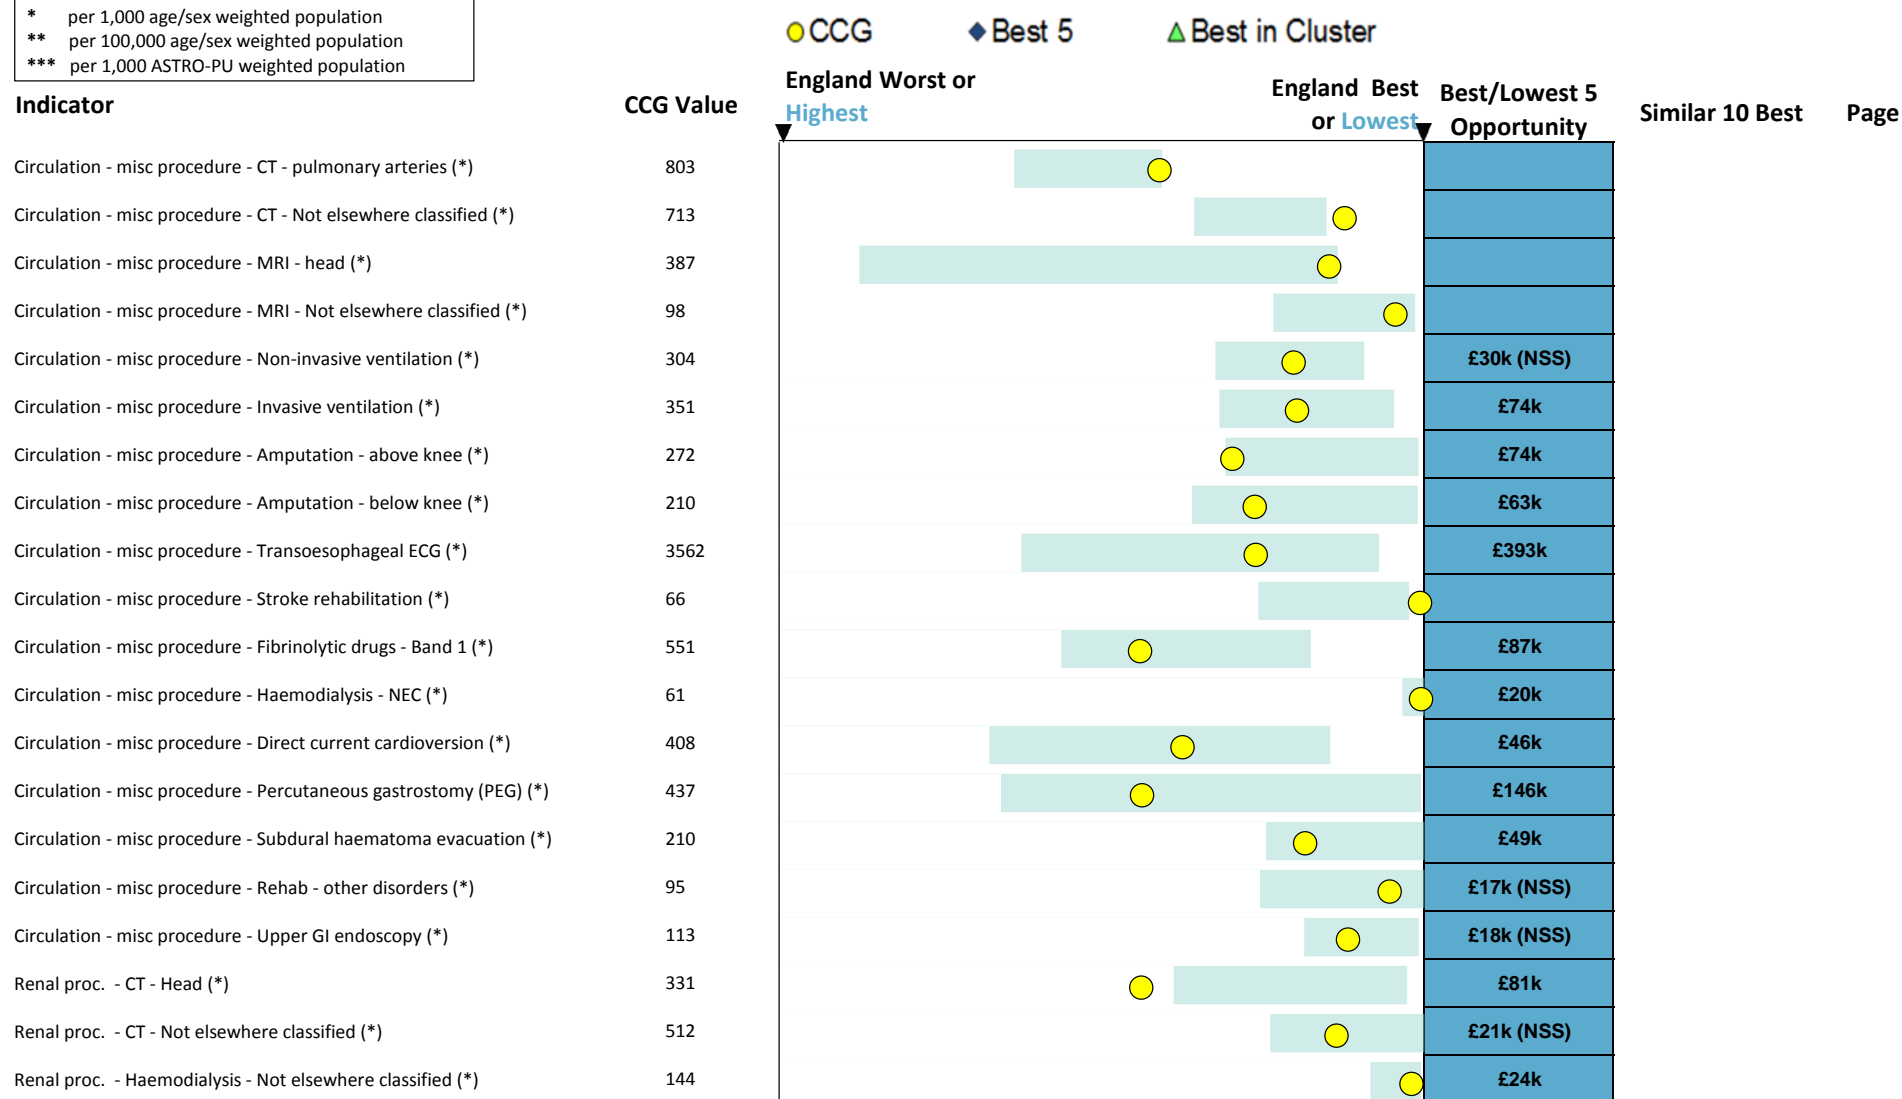 * per 1,000 age/sex weighted population
** per 100,000 age/sex weighted population
*** per 1,000 ASTRO-PU weighted population
CCG Best 5 Best in Cluster
Indicator CCG Value England Worst or Highest England Best or Lowest Best/Lowest 5 Opportunity Similar 10 Best Page
Circulation - misc procedure - CT - pulmonary arteries (*) 803
Circulation - misc procedure - CT - Not elsewhere classified (*) 713
Circulation - misc procedure - MRI - head (*) 387
Circulation - misc procedure - MRI - Not elsewhere classified (*) 98
Circulation - misc procedure - Non-invasive ventilation (*) 304 £30k (NSS)
Circulation - misc procedure - Invasive ventilation (*) 351 £74k
Circulation - misc procedure - Amputation - above knee (*) 272 £74k
Circulation - misc procedure - Amputation - below knee (*) 210 £63k
Circulation - misc procedure - Transoesophageal ECG (*) 3562 £393k
Circulation - misc procedure - Stroke rehabilitation (*) 66
Circulation - misc procedure - Fibrinolytic drugs - Band 1 (*) 551 £87k
Circulation - misc procedure - Haemodialysis - NEC (*) 61 £20k
Circulation - misc procedure - Direct current cardioversion (*) 408 £46k
Circulation - misc procedure - Percutaneous gastrostomy (PEG) (*) 437 £146k
Circulation - misc procedure - Subdural haematoma evacuation (*) 210 £49k
Circulation - misc procedure - Rehab - other disorders (*) 95 £17k (NSS)
Circulation - misc procedure - Upper GI endoscopy (*) 113 £18k (NSS)
Renal proc. - CT - Head (*) 331 £81k
Renal proc. - CT - Not elsewhere classified (*) 512 £21k (NSS)
Renal proc. - Haemodialysis - Not elsewhere classified (*) 144 £24k